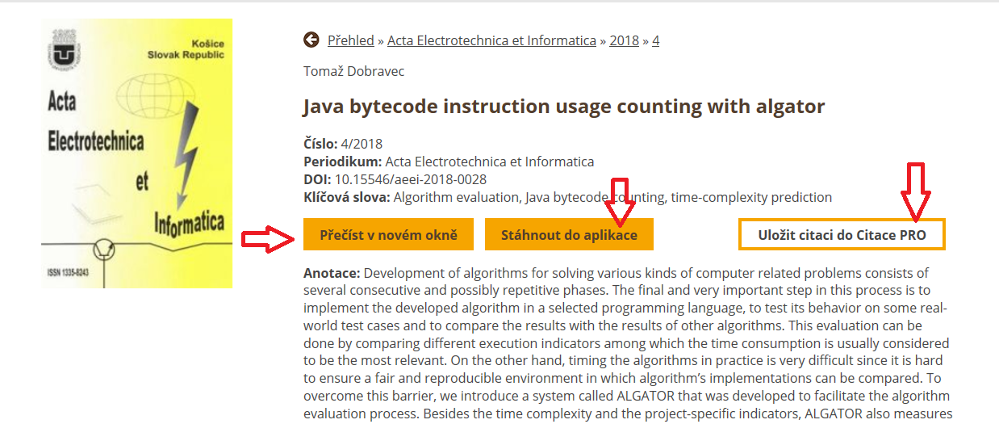 1952
Košice
Slovak Republic
Acta
Electrotechnica
et
Informatica
ISSN 1335-8243
Přehled » Acta Electrotechnica et Informatica » 2018 » 4
Tomaž Dobravec
Java bytecode instruction usage counting with algator
Číslo: 4/2018
Periodikum: Acta Electrotechnica et Informatica
DOI: 10.15546/aeei-2018-0028
Klíčová slova: Algorithm evaluation, Java bytecode counting, time-complexity prediction
Přečíst v novém okně
Stáhnout do aplikace
Uložit citaci do Citace PRO
Anotace: Development of algorithms for solving various kinds of computer related problems consists of
several consecutive and possibly repetitive phases. The final and very important step in this process is to
implement the developed algorithm in a selected programming language, to test its behavior on some real-
world test cases and to compare the results with the results of other algorithms. This evaluation can be
done by comparing different execution indicators among which the time consumption is usually considered
to be the most relevant. On the other hand, timing the algorithms in practice is very difficult since it is hard
to ensure a fair and reproducible environment in which algorithm's implementations can be compared. To
overcome this barrier, we introduce a system called ALGATOR that was developed to facilitate the algorithm
evaluation process. Besides the time complexity and the project-specific indicators, ALGATOR also measures